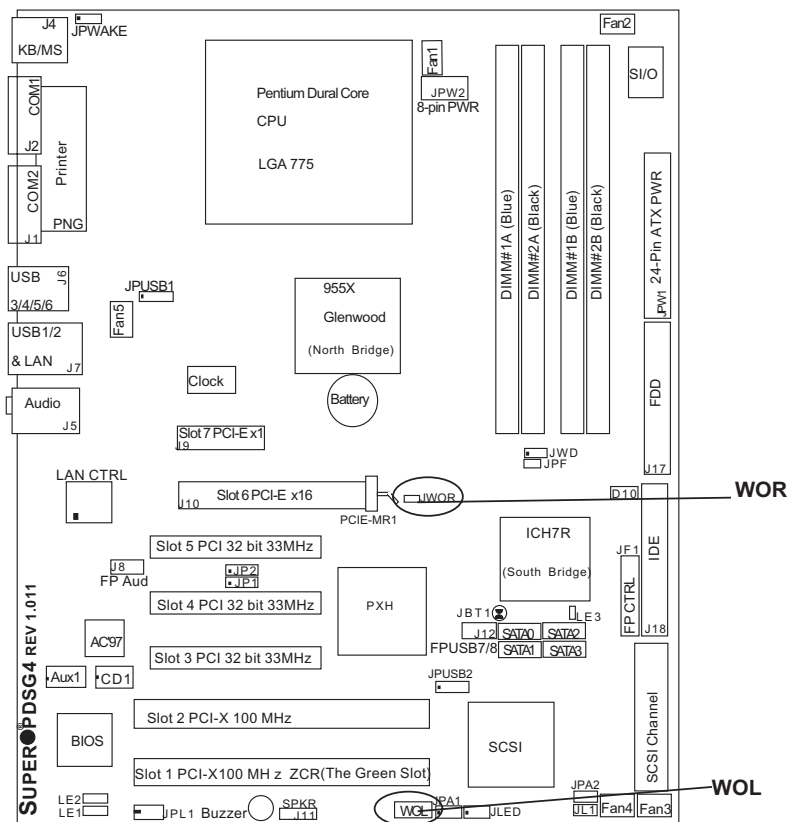 J4
JPWAKE
KB/MS
Fan2
Fan1
JPW2
8-pin PWR
SI/O
Pentium Dural Core
CPU
LGA 775
COM1
J2
Printer
COM2
J1
PNG
DIMM#1A (Blue)
DIMM#2A (Black)
DIMM#1B (Blue)
DIMM#2B (Black)
24-Pin ATX PWR
JPW1
USB
J6
3/4/5/6
JPUSB1
Fan5
955X
Glenwood
(North Bridge)
USB1/2
& LAN
J7
Clock
Battery
FDD
J17
Audio
J5
Slot 7 PCI-E x1
J9
JWD
JPF
LAN CTRL
J10
Slot 6 PCI-E x16
PCIE-MR1
JWOR
D10
WOR
ICH7R
(South Bridge)
JF1
IDE
FP CTRL
J18
Slot 5 PCI 32 bit 33MHz
J8
FP Aud
JP2
JP1
Slot 4 PCI 32 bit 33MHz
PXH
JBT1
LE3
J12
SATA0
SATA2
FPUSB7/8
SATA1
SATA3
AC'97
Slot 3 PCI 32 bit 33MHz
Aux1
CD1
JPUSB2
SUPER®PDSG4 REV 1.011
Slot 2 PCI-X 100 MHz
BIOS
SCSI
SCSI Channel
Slot 1 PCI-X100 MH z ZCR(The Green Slot)
WOL
LE2
LE1
JPL1
Buzzer
SPKR
J11
WOL
JPA1
JLED
JPA2
JL1
Fan4
Fan3